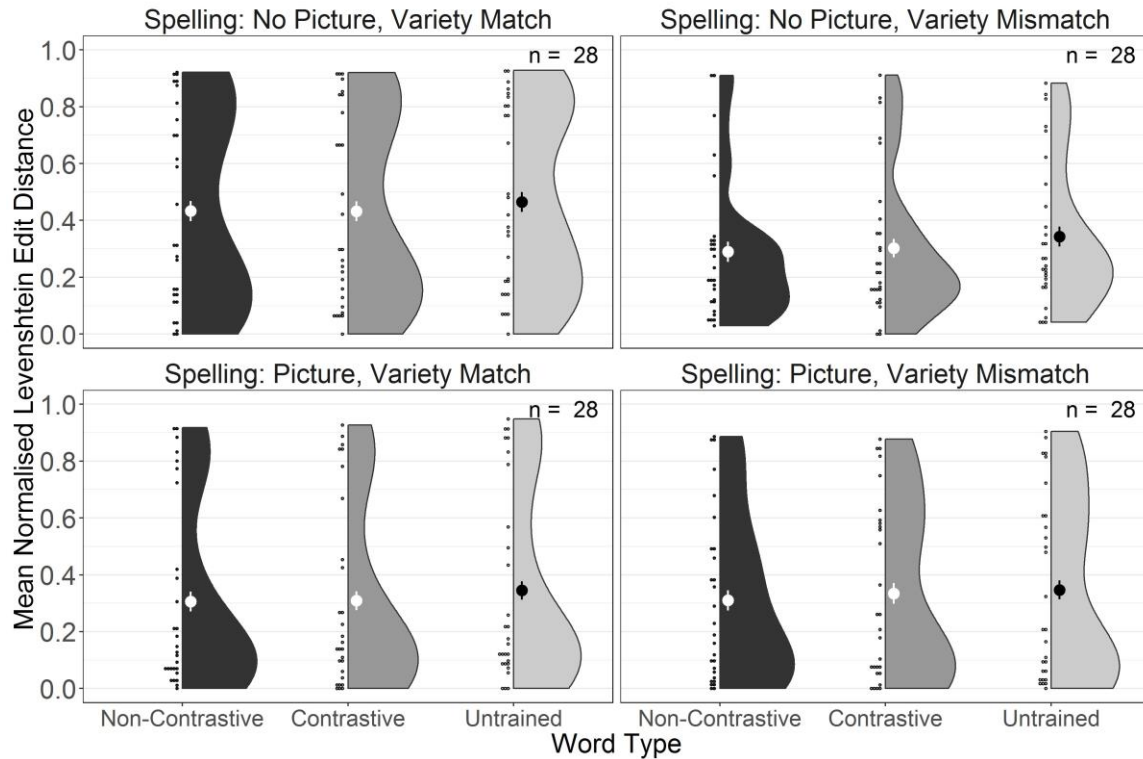 Spelling: No Picture, Variety Match
Spelling: No Picture, Variety Mismatch
n = 28
n = 28
1.0
0.8
0.6
0.4
0.2
0.0
Spelling: Picture, Variety Match
Spelling: Picture, Variety Mismatch
n = 28
n = 28
1.0
0.8
0.6
0.4
0.2
0.0
Mean Normalised Levenshtein Edit Distance
Non-Contrastive Contrastive Untrained
Non-Contrastive Contrastive Untrained
Word Type